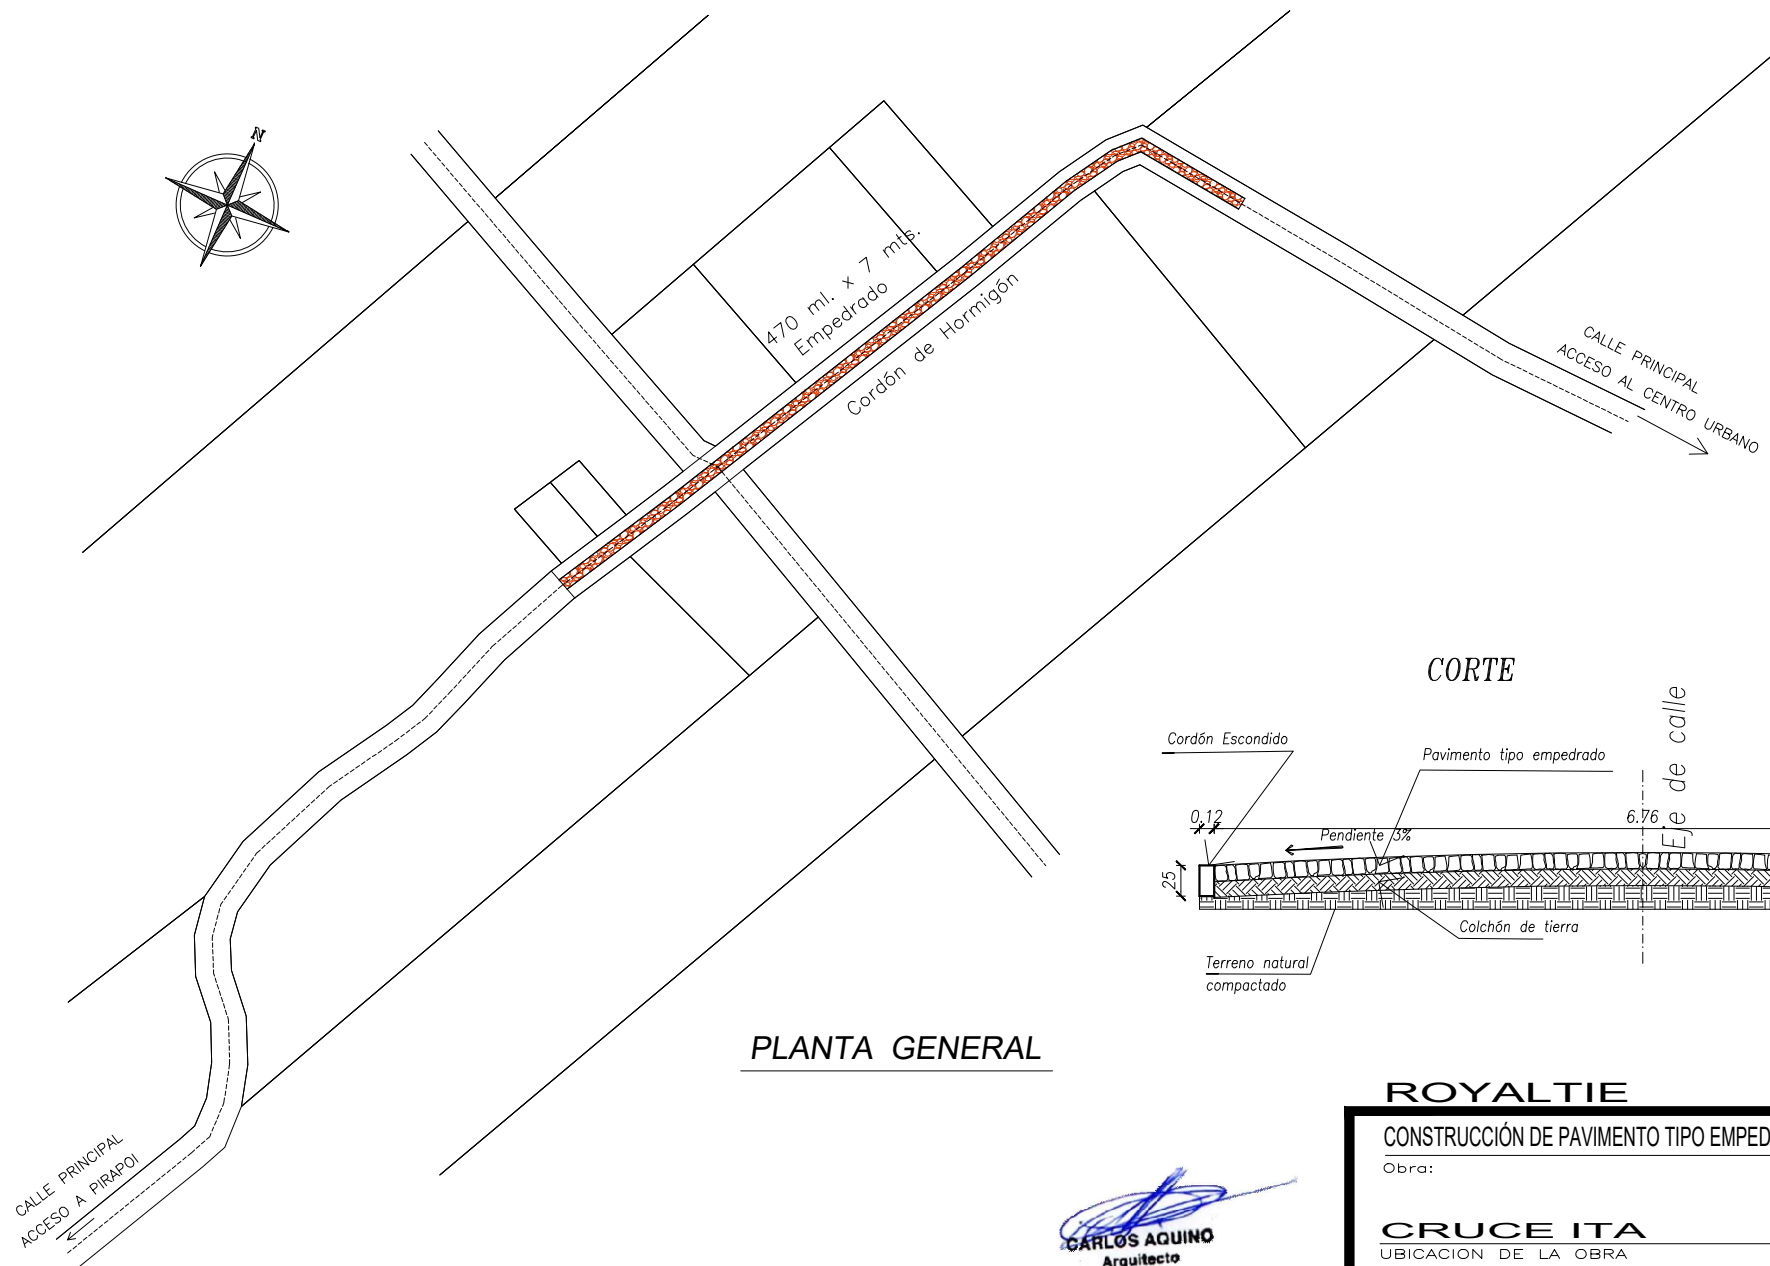 N
470 ml. x 7 mts.
Empedrado
Cordón de Hormigón
CALLE PRINCIPAL
ACCESO AL CENTRO URBANO
CORTE
Cordón Escondido
Pavimento tipo empedrado
Eje de calle
0.12
6.76
Pendiente 3%
25
Colchón de tierra
Terreno natural
compactado
PLANTA GENERAL
CALLE PRINCIPAL
ACCESO A PIRAPOI
ROYALTIE
CONSTRUCCIÓN DE PAVIMENTO TIPO EMPED
Obra:
CRUCE ITA
UBICACION DE LA OBRA
CARLOS AQUINO
Arquitecto